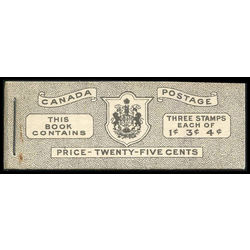 CANADA POSTAGE
THIS
BOOK
CONTAINS
THREE STAMPS
EACH OF
1¢ 3¢ 4¢
PRICE - TWENTY-FIVE CENTS